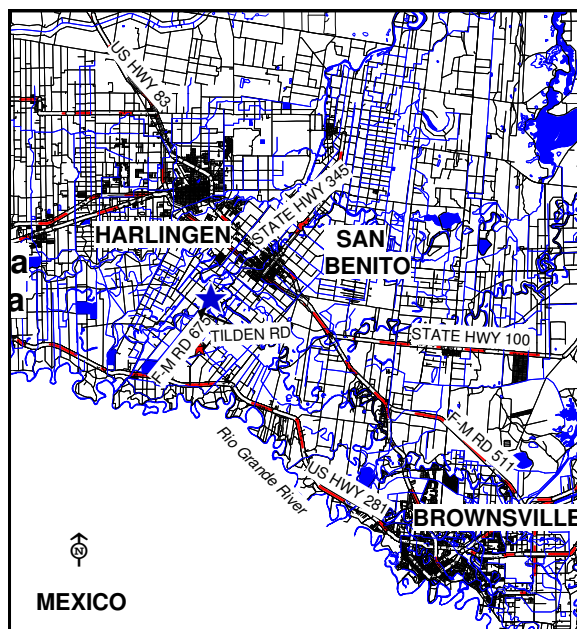 US HWY 83
STATE HWY 345
HARLINGEN
SAN
BENITO
a
a
F-M RD 675
TILDEN RD
STATE HWY 100
F-M RD 511
Rio Grande River
US HWY 281
BROWNSVILLE
N
MEXICO